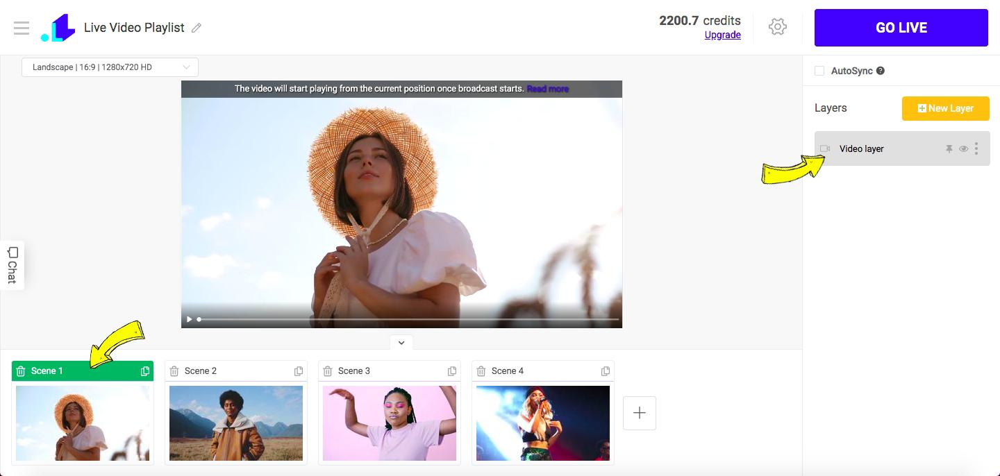 Live Video Playlist
2200.7 credits
Upgrade
GO LIVE
Landscape | 16:9 | 1280x720 HD
AutoSync ?
The video will start playing from the current position once broadcast starts. Read more
Layers
New Layer
Video layer
Chat
Scene 1
Scene 2
Scene 3
Scene 4